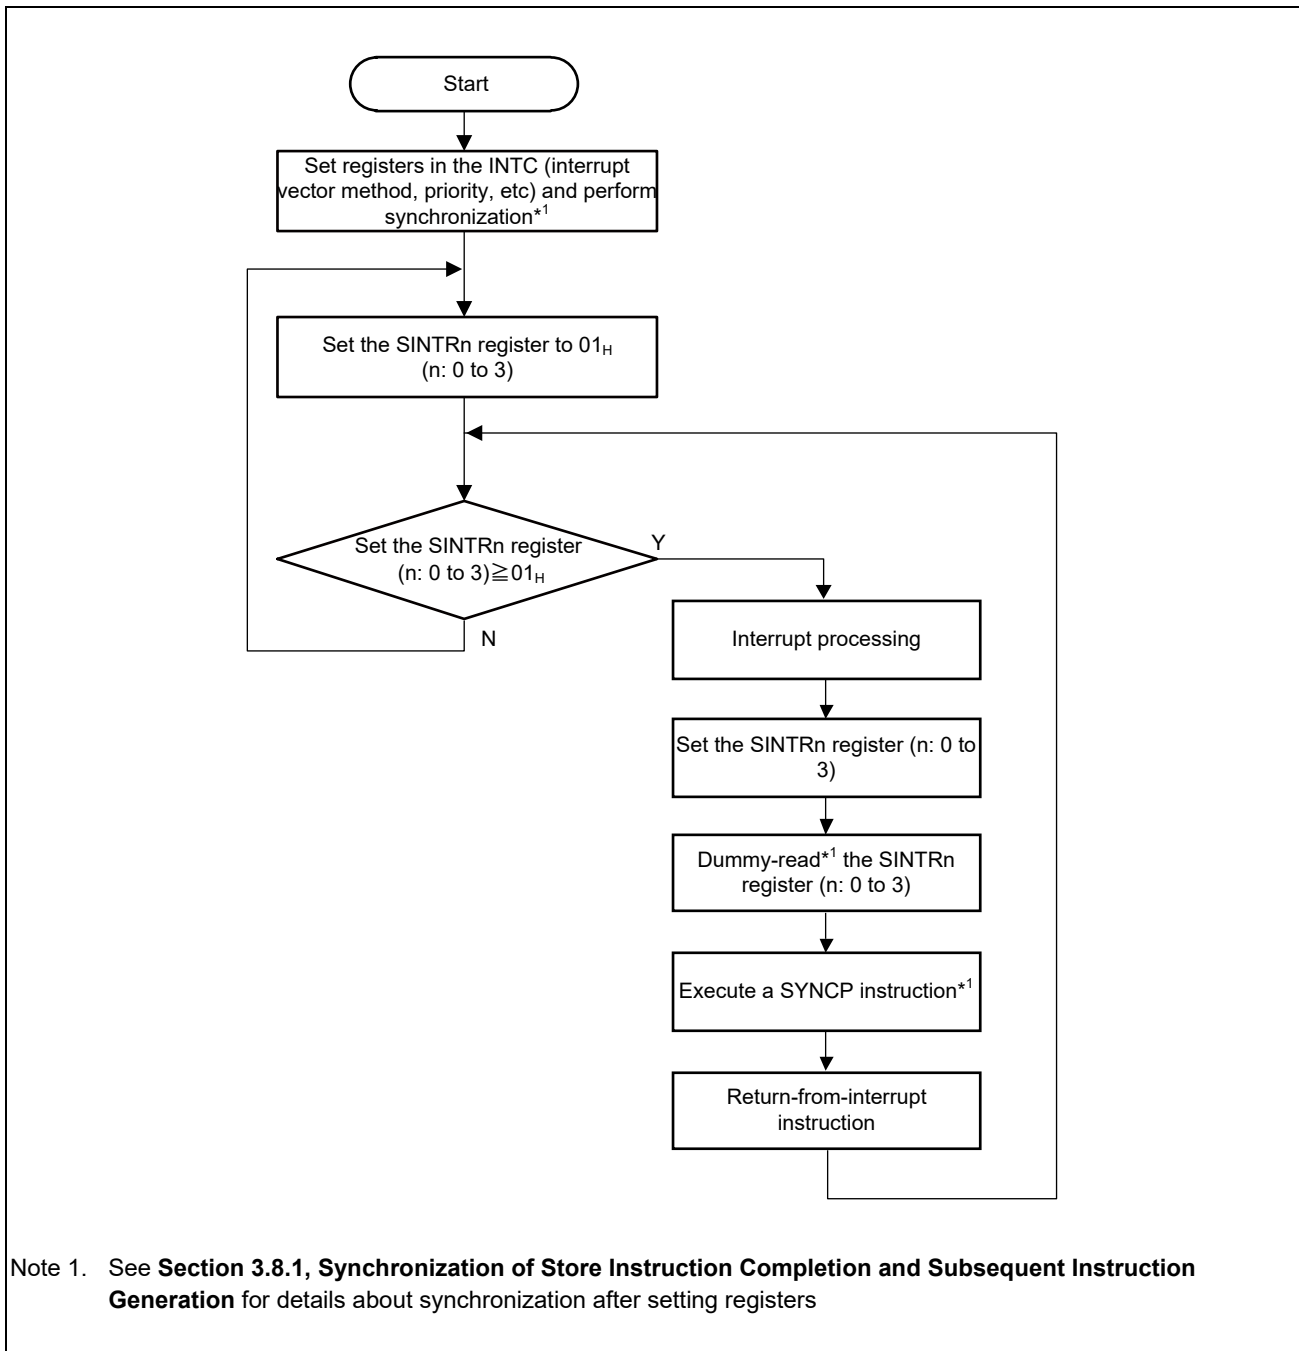 Start
Set registers in the INTC (interrupt
vector method, priority, etc) and perform
synchronization*1
Set the SINTRn register to 01H
(n: 0 to 3)
Set the SINTRn register
(n: 0 to 3)≧01H
Y
N
Interrupt processing
Set the SINTRn register (n: 0 to
3)
Dummy-read*1 the SINTRn
register (n: 0 to 3)
Execute a SYNCP instruction*1
Return-from-interrupt
instruction
Note 1. See Section 3.8.1, Synchronization of Store Instruction Completion and Subsequent Instruction
Generation for details about synchronization after setting registers